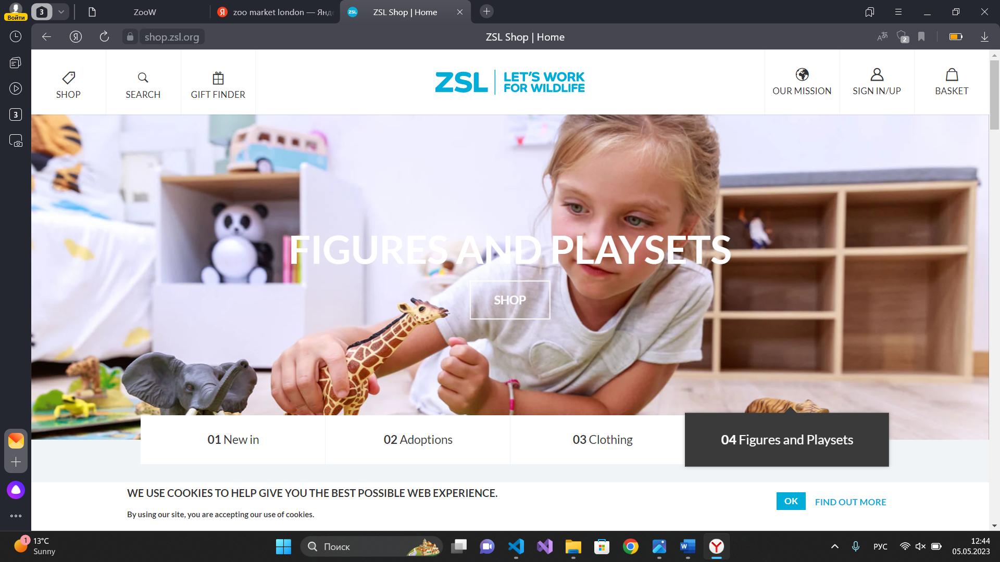 Войти
3
ZooW
zoo market london — Янде
ZSL Shop | Home
shop.zsl.org
ZSL Shop | Home
2
3
SHOP
SEARCH
GIFT FINDER
ZSL
LET'S WORK
FOR WILDLIFE
OUR MISSION
SIGN IN/UP
BASKET
FIGURES AND PLAYSETS
SHOP
01 New in
02 Adoptions
03 Clothing
04 Figures and Playsets
WE USE COOKIES TO HELP GIVE YOU THE BEST POSSIBLE WEB EXPERIENCE.
By using our site, you are accepting our use of cookies.
OK
FIND OUT MORE
1
13°C
Sunny
Поиск
РУС
12:44
05.05.2023